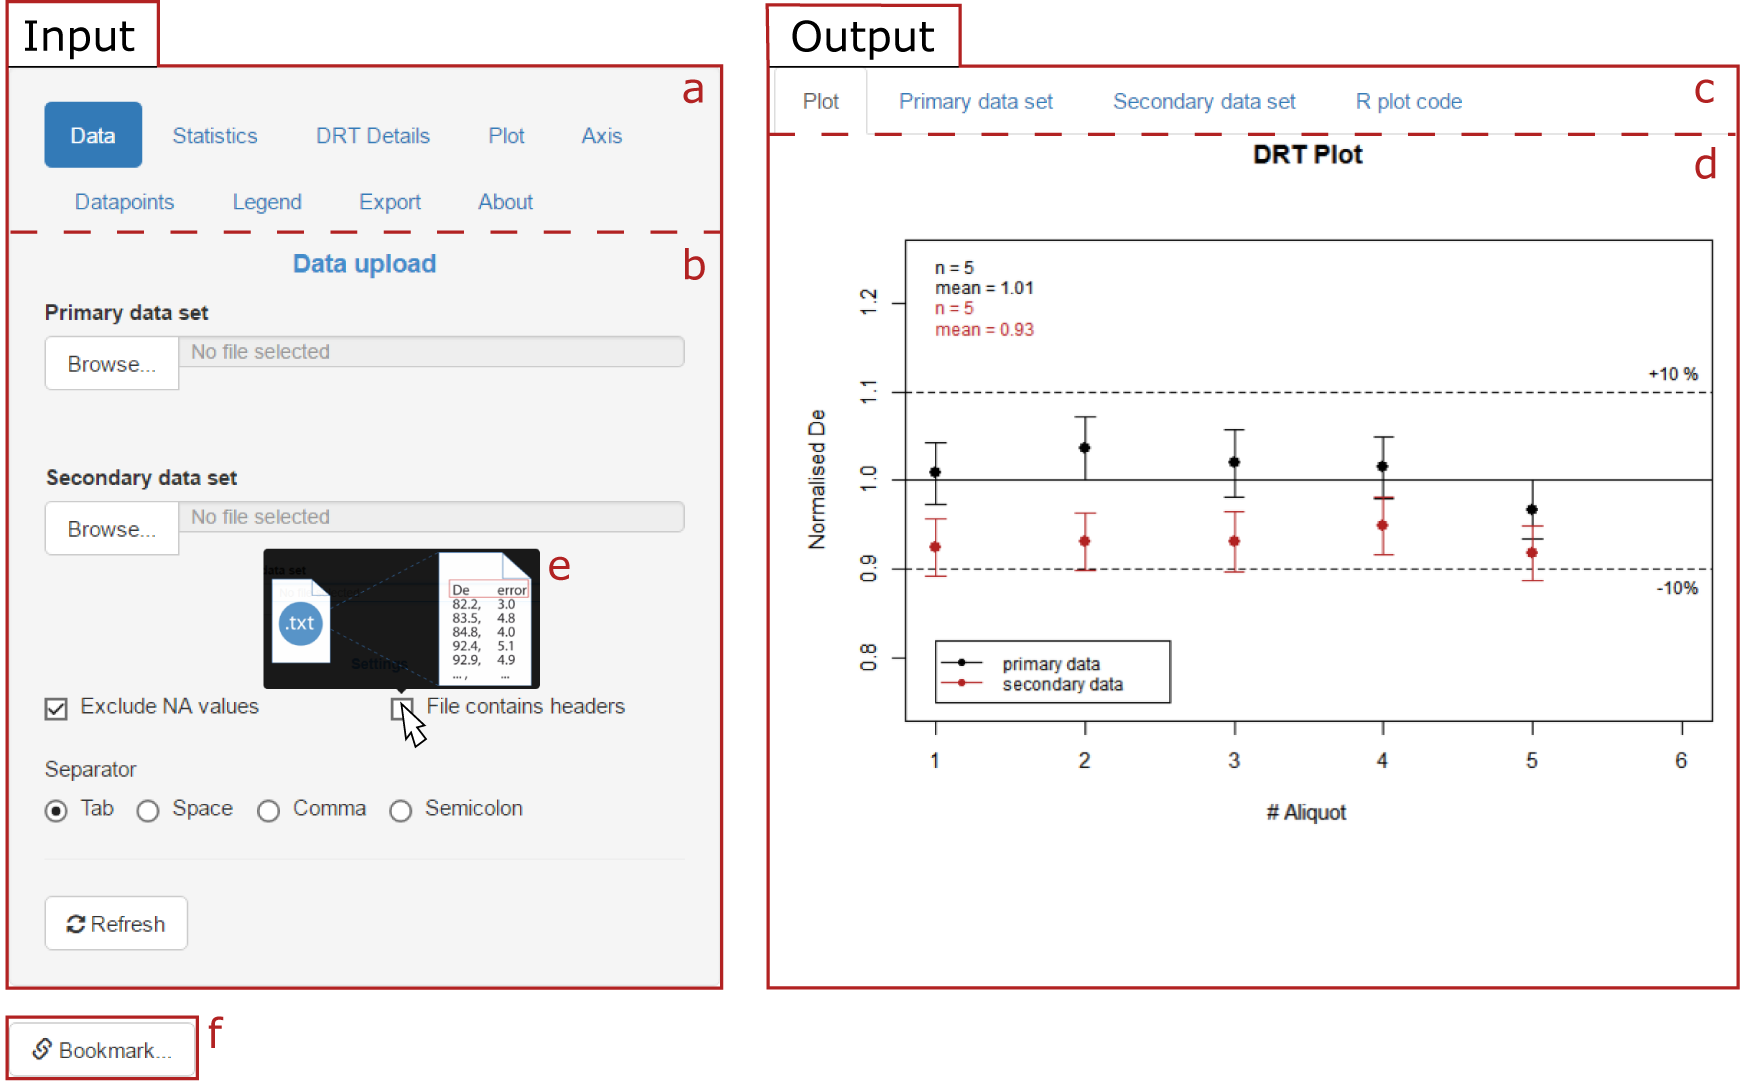 Input
a
Data Statistics DRT Details Plot Axis
Datapoints Legend Export About
b
Data upload
Primary data set
Browse... No file selected
Secondary data set
Browse... No file selected
e
ata set
.txt
De error
82.2, 3.0
83.5, 4.8
84.8, 4.0
92.4, 5.1
92.9, 4.9
... , ...
Settings
Exclude NA values File contains headers
Separator
Tab Space Comma Semicolon
Refresh
Bookmark...
f
Output
c
Plot Primary data set Secondary data set R plot code
d
DRT Plot
n = 5
mean = 1.01
n = 5
mean = 0.93
+10 %
-10%
1.2
1.1
1.0
0.9
0.8
Normalised De
primary data
secondary data
1 2 3 4 5 6
# Aliquot